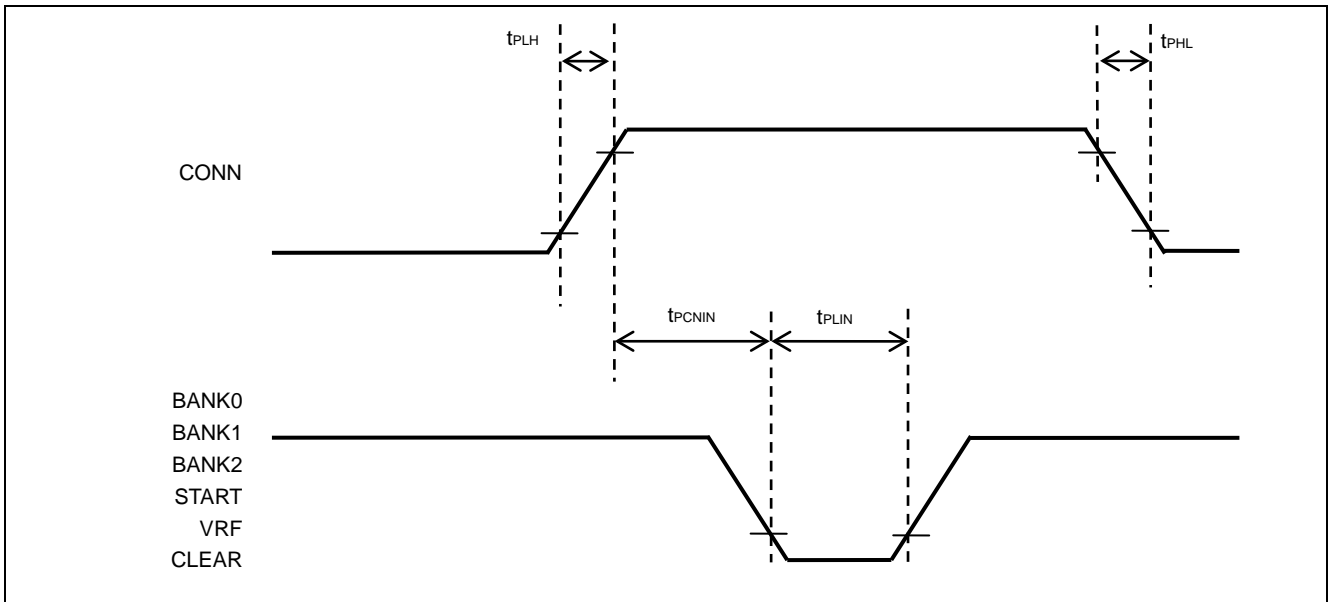 tPLH
tPHL
CONN
tPCNIN
tPLIN
BANK0
BANK1
BANK2
START
VRF
CLEAR